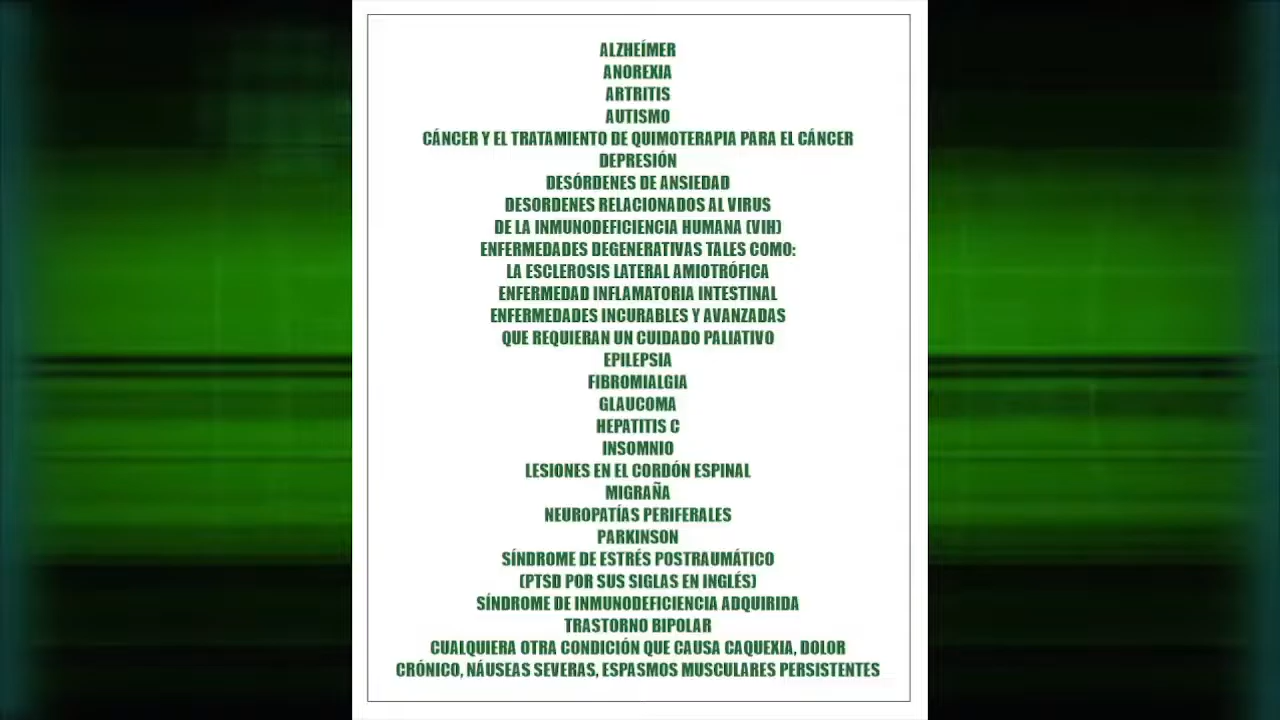 ALZHEÍMER
ANOREXIA
ARTRITIS
AUTISMO
CÁNCER Y EL TRATAMIENTO DE QUIMOTERAPIA PARA EL CÁNCER
DEPRESIÓN
DESÓRDENES DE ANSIEDAD
DESORDENES RELACIONADOS AL VIRUS
DE LA INMUNODEFICIENCIA HUMANA (VIH)
ENFERMEDADES DEGENERATIVAS TALES COMO:
LA ESCLEROSIS LATERAL AMIOTRÓFICA
ENFERMEDAD INFLAMATORIA INTESTINAL
ENFERMEDADES INCURABLES Y AVANZADAS
QUE REQUIERAN UN CUIDADO PALIATIVO
EPILEPSIA
FIBROMIALGIA
GLAUCOMA
HEPATITIS C
INSOMNIO
LESIONES EN EL CORDÓN ESPINAL
MIGRAÑA
NEUROPATÍAS PERIFERALES
PARKINSON
SÍNDROME DE ESTRÉS POSTRAUMÁTICO
(PTSD POR SUS SIGLAS EN INGLÉS)
SÍNDROME DE INMUNODEFICIENCIA ADQUIRIDA
TRASTORNO BIPOLAR
CUALQUIERA OTRA CONDICIÓN QUE CAUSA CAQUEXIA, DOLOR
CRÓNICO, NÁUSEAS SEVERAS, ESPASMOS MUSCULARES PERSISTENTES